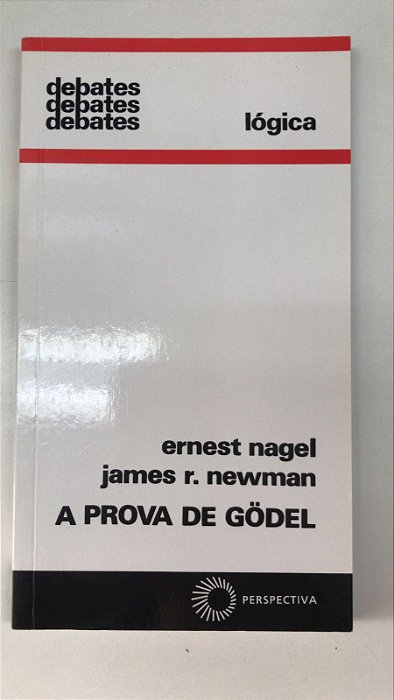 debates
debates
debates
lógica
ernest nagel
james r. newman
A PROVA DE GÖDEL
PERSPECTIVA